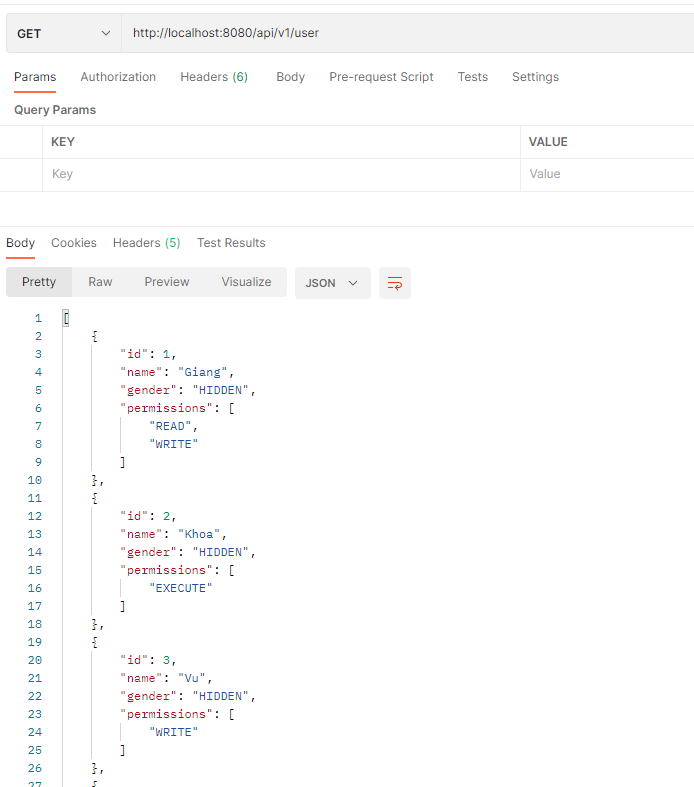 GET http://localhost:8080/api/v1/user
Params Authorization Headers (6) Body Pre-request Script Tests Settings
Query Params
KEY VALUE
Key Value
Body Cookies Headers (5) Test Results
Pretty Raw Preview Visualize JSON
1 [
2 {
3 "id": 1,
4 "name": "Giang",
5 "gender": "HIDDEN",
6 "permissions": [
7 "READ",
8 "WRITE"
9 ]
10 },
11 {
12 "id": 2,
13 "name": "Khoa",
14 "gender": "HIDDEN",
15 "permissions": [
16 "EXECUTE"
17 ]
18 },
19 {
20 "id": 3,
21 "name": "Vu",
22 "gender": "HIDDEN",
23 "permissions": [
24 "WRITE"
25 ]
26 },
27 {